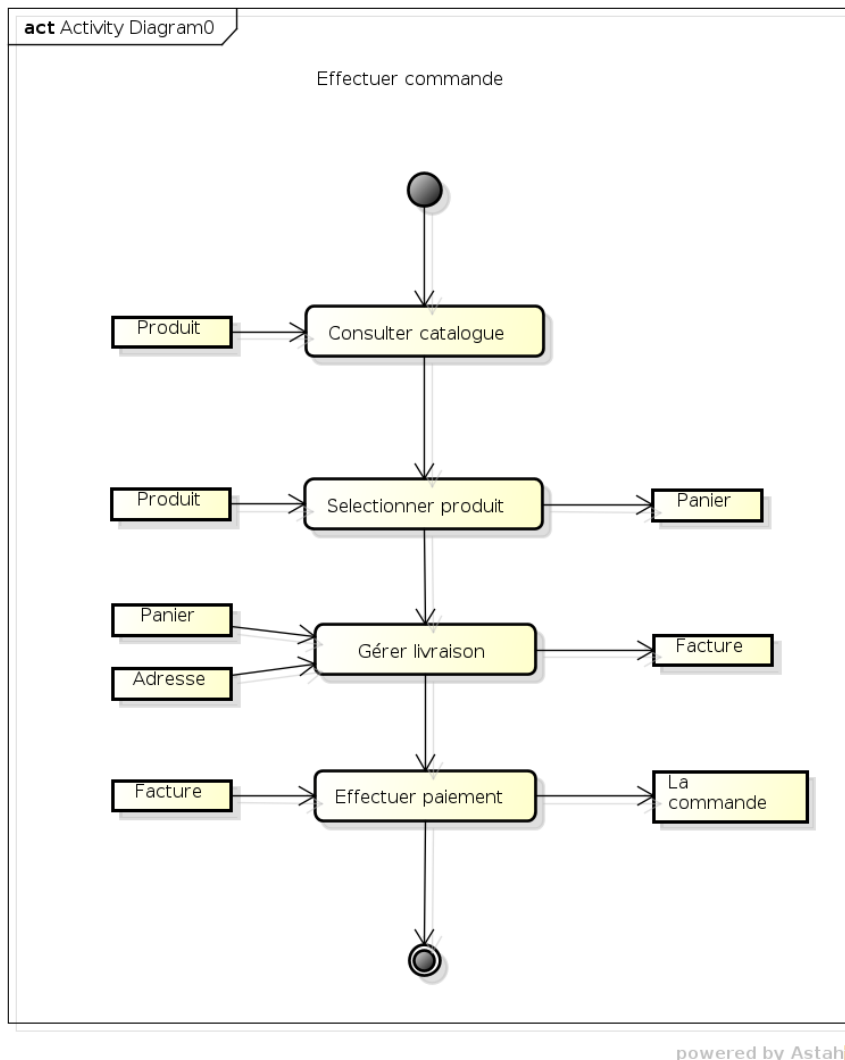 act Activity Diagram0
Effectuer commande
Produit
Consulter catalogue
Produit
Selectionner produit
Panier
Panier
Adresse
Gérer livraison
Facture
Facture
Effectuer paiement
La
commande
powered by Astah